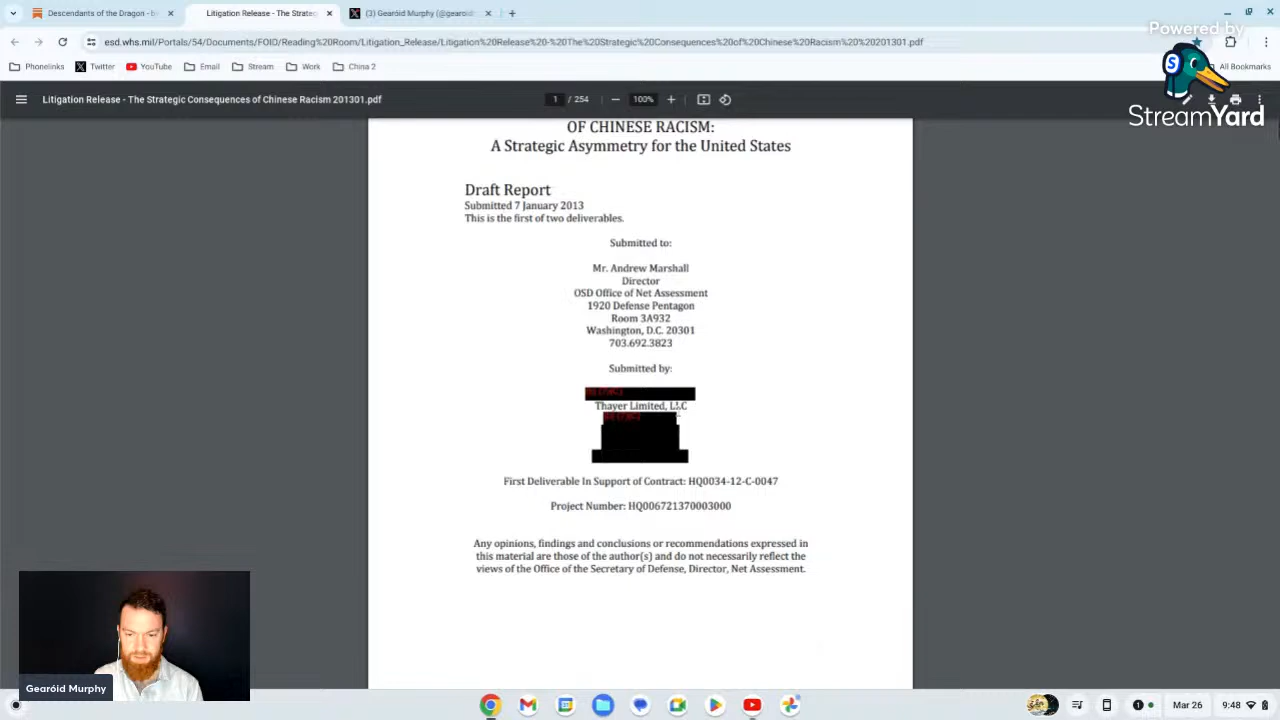 Descendants of the Dragon -
Litigation Release - The Strate
(3) Gearóid Murphy (@gearoid
Powered by
esd.whs.mil/Portals/54/Documents/FOID/Reading%20Room/Litigation_Release/Litigation%20Release%20-%20The%20Strategic%20Consequences%20of%20Chinese%20Racism%20%20201301.pdf
Phonelinks
Twitter
YouTube
Email
Stream
Work
China 2
All Bookmarks
Litigation Release - The Strategic Consequences of Chinese Racism 201301.pdf
1 / 254
100%
StreamYard
OF CHINESE RACISM:
A Strategic Asymmetry for the United States
Draft Report
Submitted 7 January 2013
This is the first of two deliverables.
Submitted to:
Mr. Andrew Marshall
Director
OSD Office of Net Assessment
1920 Defense Pentagon
Room 3A932
Washington, D.C. 20301
703.692.3823
Submitted by:
Thayer Limited, LLC
First Deliverable In Support of Contract: HQ0034-12-C-0047
Project Number: HQ006721370003000
Any opinions, findings and conclusions or recommendations expressed in
this material are those of the author(s) and do not necessarily reflect the
views of the Office of the Secretary of Defense, Director, Net Assessment.
Gearóid Murphy
Mar 26
9:48